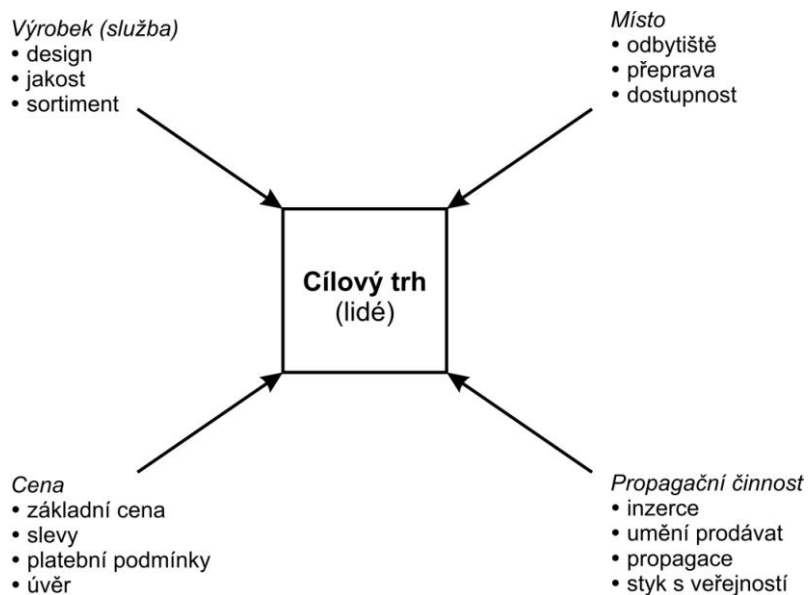 Výrobek (služba)
• design
• jakost
• sortiment
Místo
• odbytiště
• přeprava
• dostupnost
Cílový trh
(lidé)
Cena
• základní cena
• slevy
• platební podmínky
• úvěr
Propagační činnost
• inzerce
• umění prodávat
• propagace
• styk s veřejností